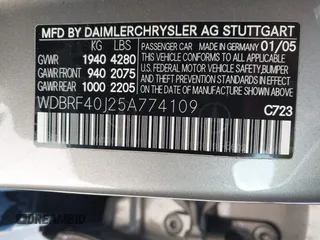 MFD BY DAIMLERCHRYSLER AG STUTTGART
KG LBS PASSENGER CAR MADE IN GERMANY 01/05
GVWR 1940 4280 THIS VEHICLE CONFORMS TO ALL APPLICABLE
GAWR FRONT 940 2075 U.S. FEDERAL MOTOR VEHICLE SAFETY
GAWR REAR 1000 2205 BUMPER, AND THEFT PREVENTION STANDARDS IN EFFECT ON THE DATE OF MANUFACTURE SHOWN ABOVE
WDBRF40J25A774109
C723